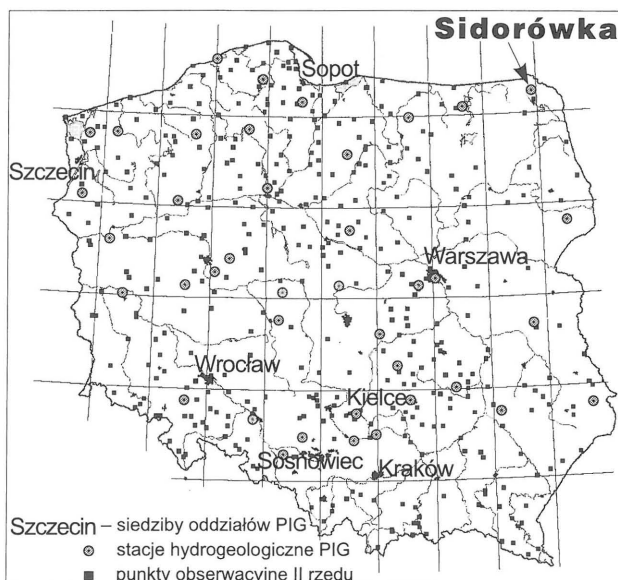 Sidorówka
Sopot
Szczecin
Warszawa
Wrocław
Kielce
Sosnowiec
Kraków
Szczecin – siedziby oddziałów PIG
stacje hydrogeologiczne PIG
punkty obserwacyjne II rzędu